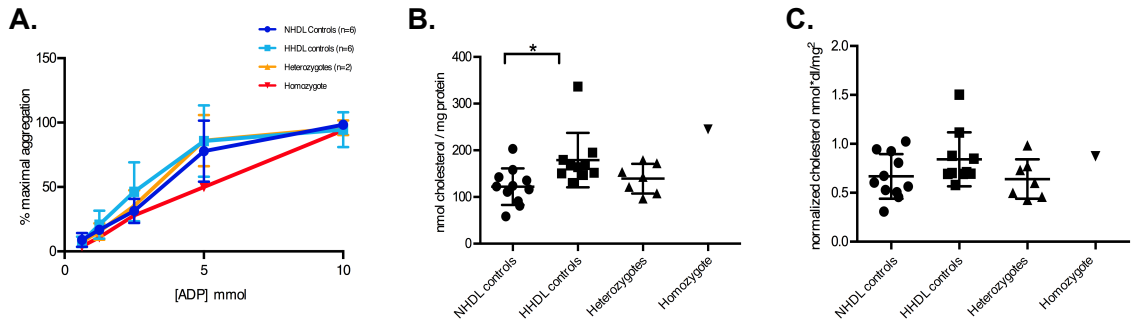 A.
NHDL Controls (n=6)
HHDL controls (n=6)
Heterozygotes (n=2)
Homozygote
% maximal aggregation
150
100
50
0
0
5
10
[ADP] mmol
B.
*
nmol cholesterol / mg protein
400
300
200
100
0
NHDL controls
HHDL controls
Heterozygotes
Homozygote
C.
normalized cholesterol nmol*dl/mg²
2.0
1.5
1.0
0.5
0.0
NHDL controls
HHDL controls
Heterozygotes
Homozygote